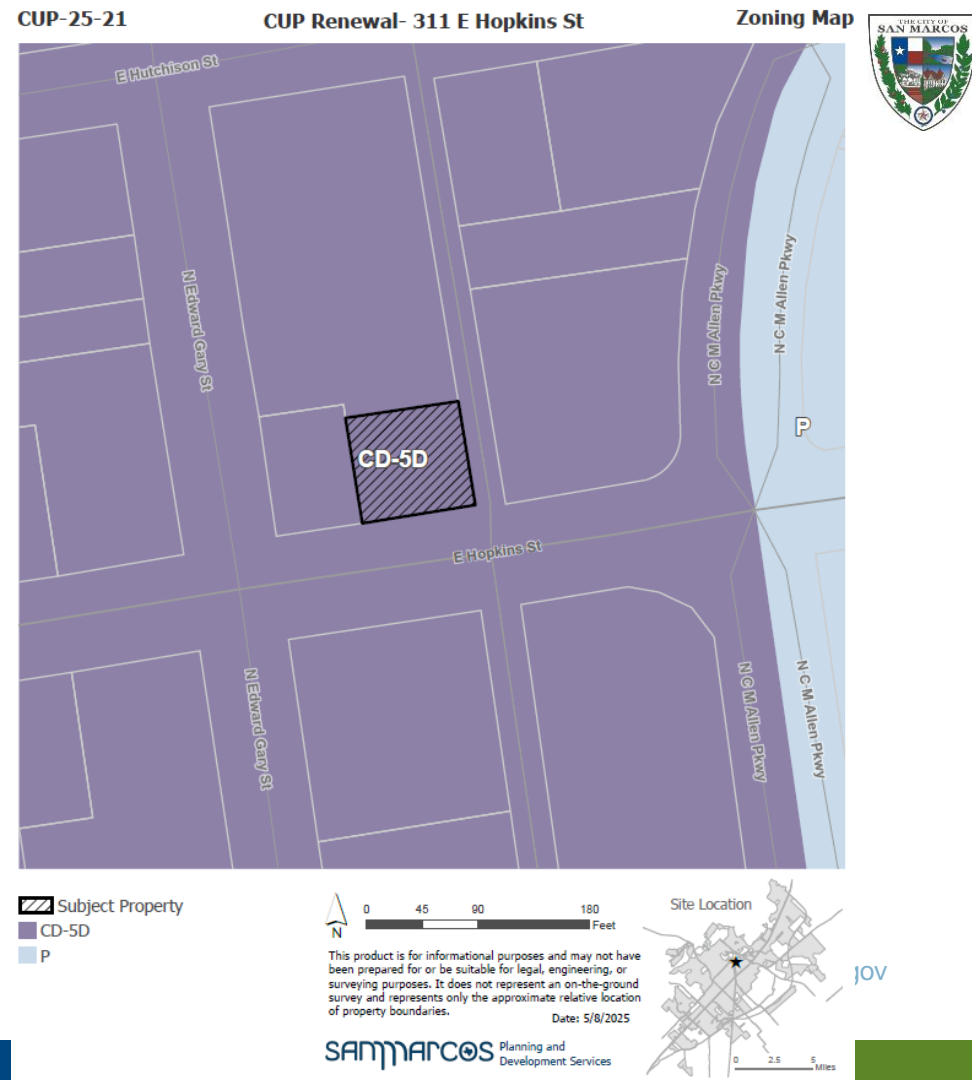 CUP-25-21
CUP Renewal- 311 E Hopkins St
Zoning Map
THE CITY OF
SAN MARCOS
E Hutchison St
N Edward Gary St
N C M Allen Pkwy
N C M Allen Pkwy
P
CD-5D
E Hopkins St
N Edward Gary St
N C M Allen Pkwy
N C M Allen Pkwy
Subject Property
CD-5D
P
N
0 45 90 180
Feet
This product is for informational purposes and may not have
been prepared for or be suitable for legal, engineering, or
surveying purposes. It does not represent an on-the-ground
survey and represents only the approximate relative location
of property boundaries.
Date: 5/8/2025
SANMARCOS
Planning and
Development Services
Site Location
0 2.5 5
Miles
gov